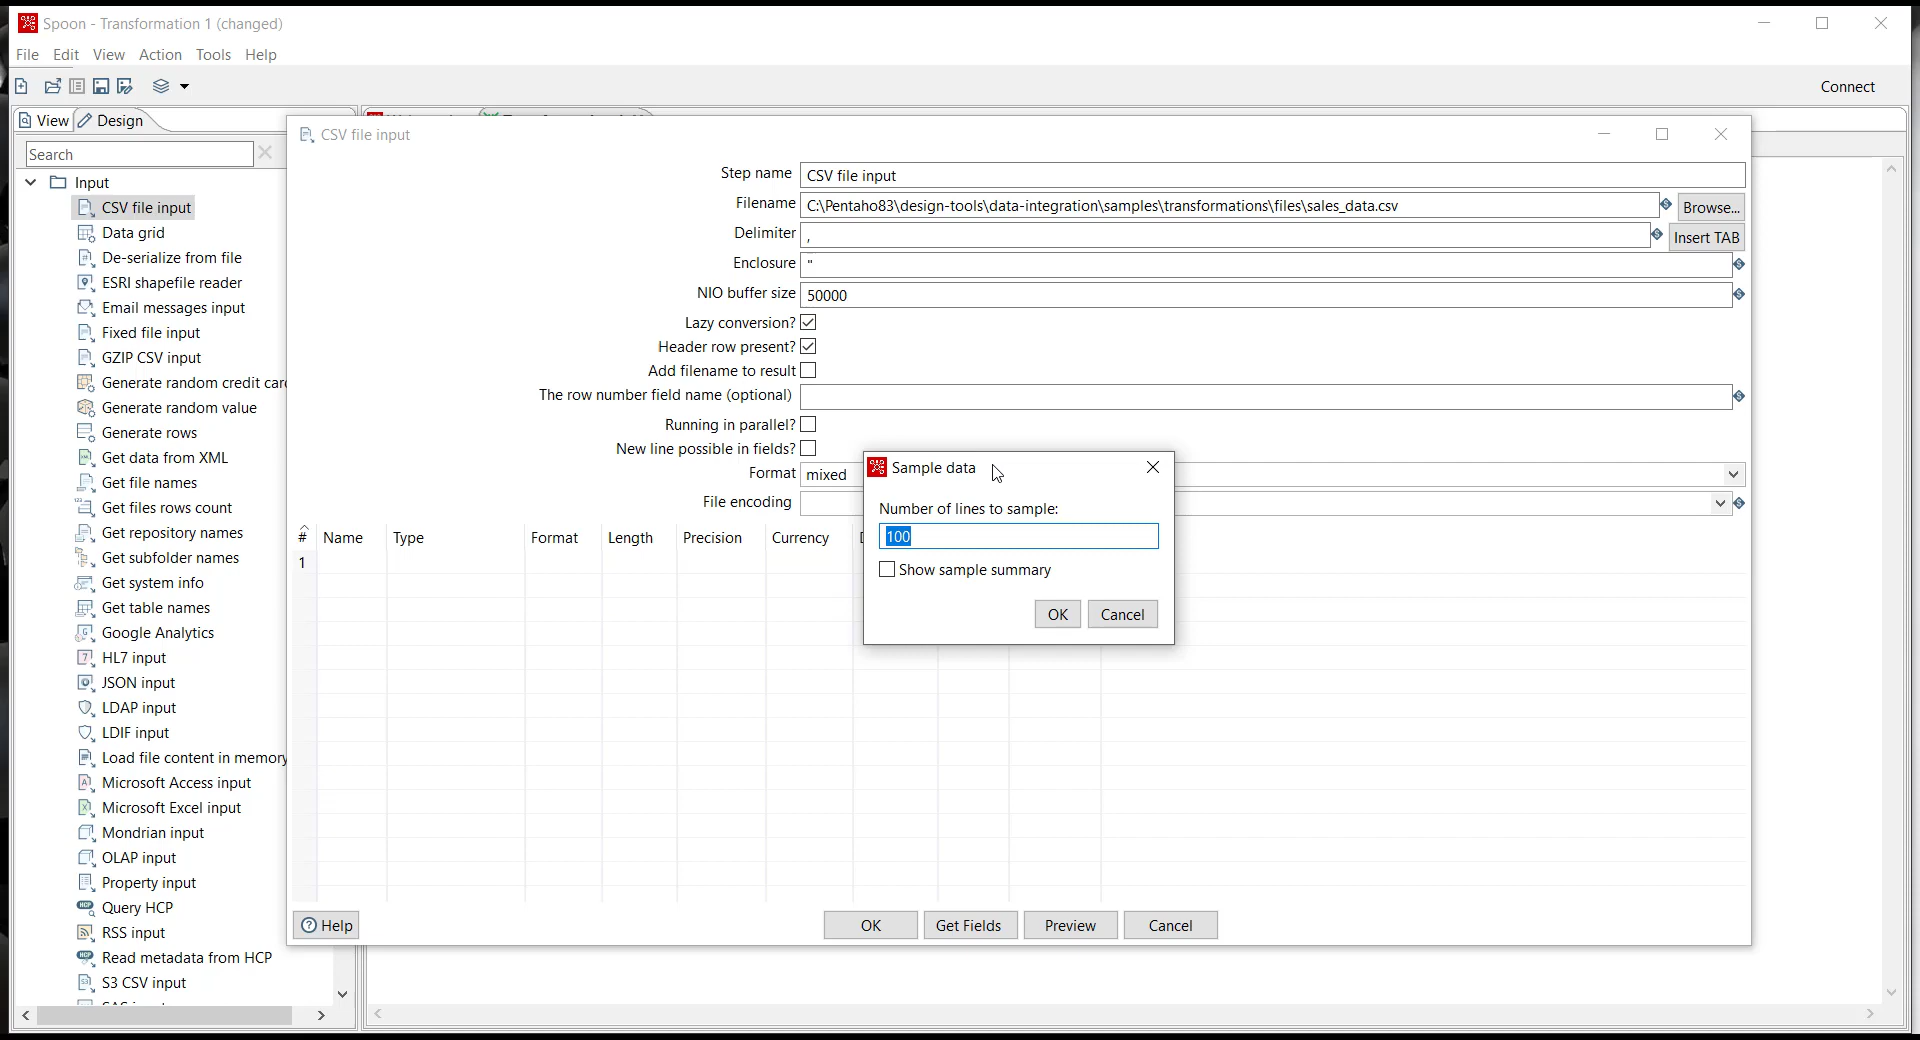 Spoon - Transformation 1 (changed)
File Edit View Action Tools Help
Connect
View Design
Search
Input
CSV file input
Data grid
De-serialize from file
ESRI shapefile reader
Email messages input
Fixed file input
GZIP CSV input
Generate random credit car
Generate random value
Generate rows
Get data from XML
Get file names
Get files rows count
Get repository names
Get subfolder names
Get system info
Get table names
Google Analytics
HL7 input
JSON input
LDAP input
LDIF input
Load file content in memory
Microsoft Access input
Microsoft Excel input
Mondrian input
OLAP input
Property input
Query HCP
RSS input
Read metadata from HCP
S3 CSV input
CSV file input
Step name CSV file input
Filename C:\Pentaho83\design-tools\data-integration\samples\transformations\files\sales_data.csv Browse...
Delimiter , Insert TAB
Enclosure "
NIO buffer size 50000
Lazy conversion?
Header row present?
Add filename to result
The row number field name (optional)
Running in parallel?
New line possible in fields?
Format mixed
File encoding
# Name Type Format Length Precision Currency
1
Sample data
Number of lines to sample:
100
Show sample summary
OK Cancel
Help OK Get Fields Preview Cancel